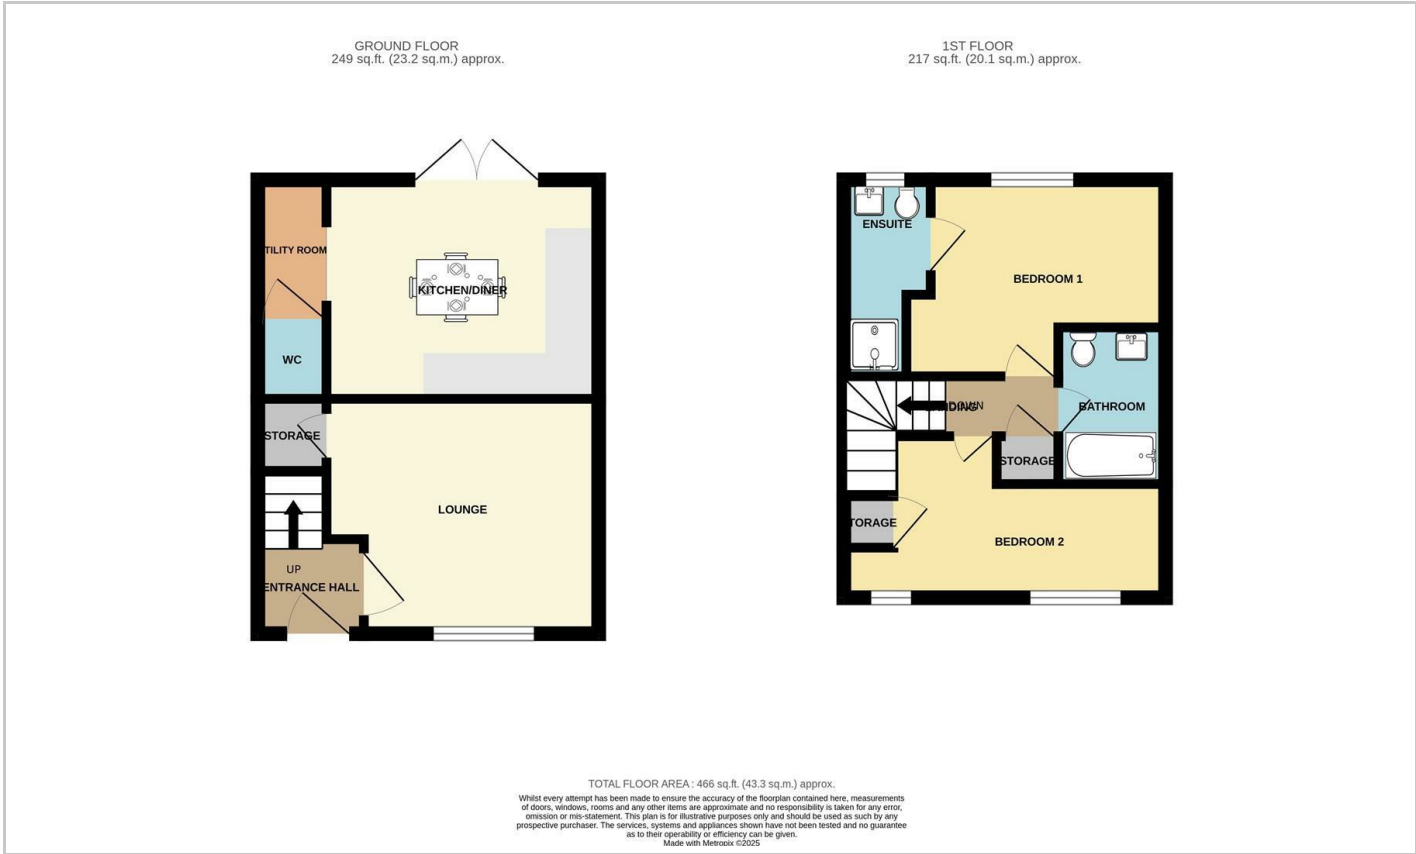 GROUND FLOOR
249 sq.ft. (23.2 sq.m.) approx.
TILITY ROOM
KITCHEN/DINER
WC
STORAGE
LOUNGE
UP
ENTRANCE HALL
1ST FLOOR
217 sq.ft. (20.1 sq.m.) approx.
ENSUITE
BEDROOM 1
DOWN
LANDING
BATHROOM
STORAGE
TORAGE
BEDROOM 2
TOTAL FLOOR AREA : 466 sq.ft. (43.3 sq.m.) approx.
Whilst every attempt has been made to ensure the accuracy of the floorplan contained here, measurements
of doors, windows, rooms and any other items are approximate and no responsibility is taken for any error,
omission or mis-statement. This plan is for illustrative purposes only and should be used as such by any
prospective purchaser. The services, systems and appliances shown have not been tested and no guarantee
as to their operability or efficiency can be given.
Made with Metropix ©2025